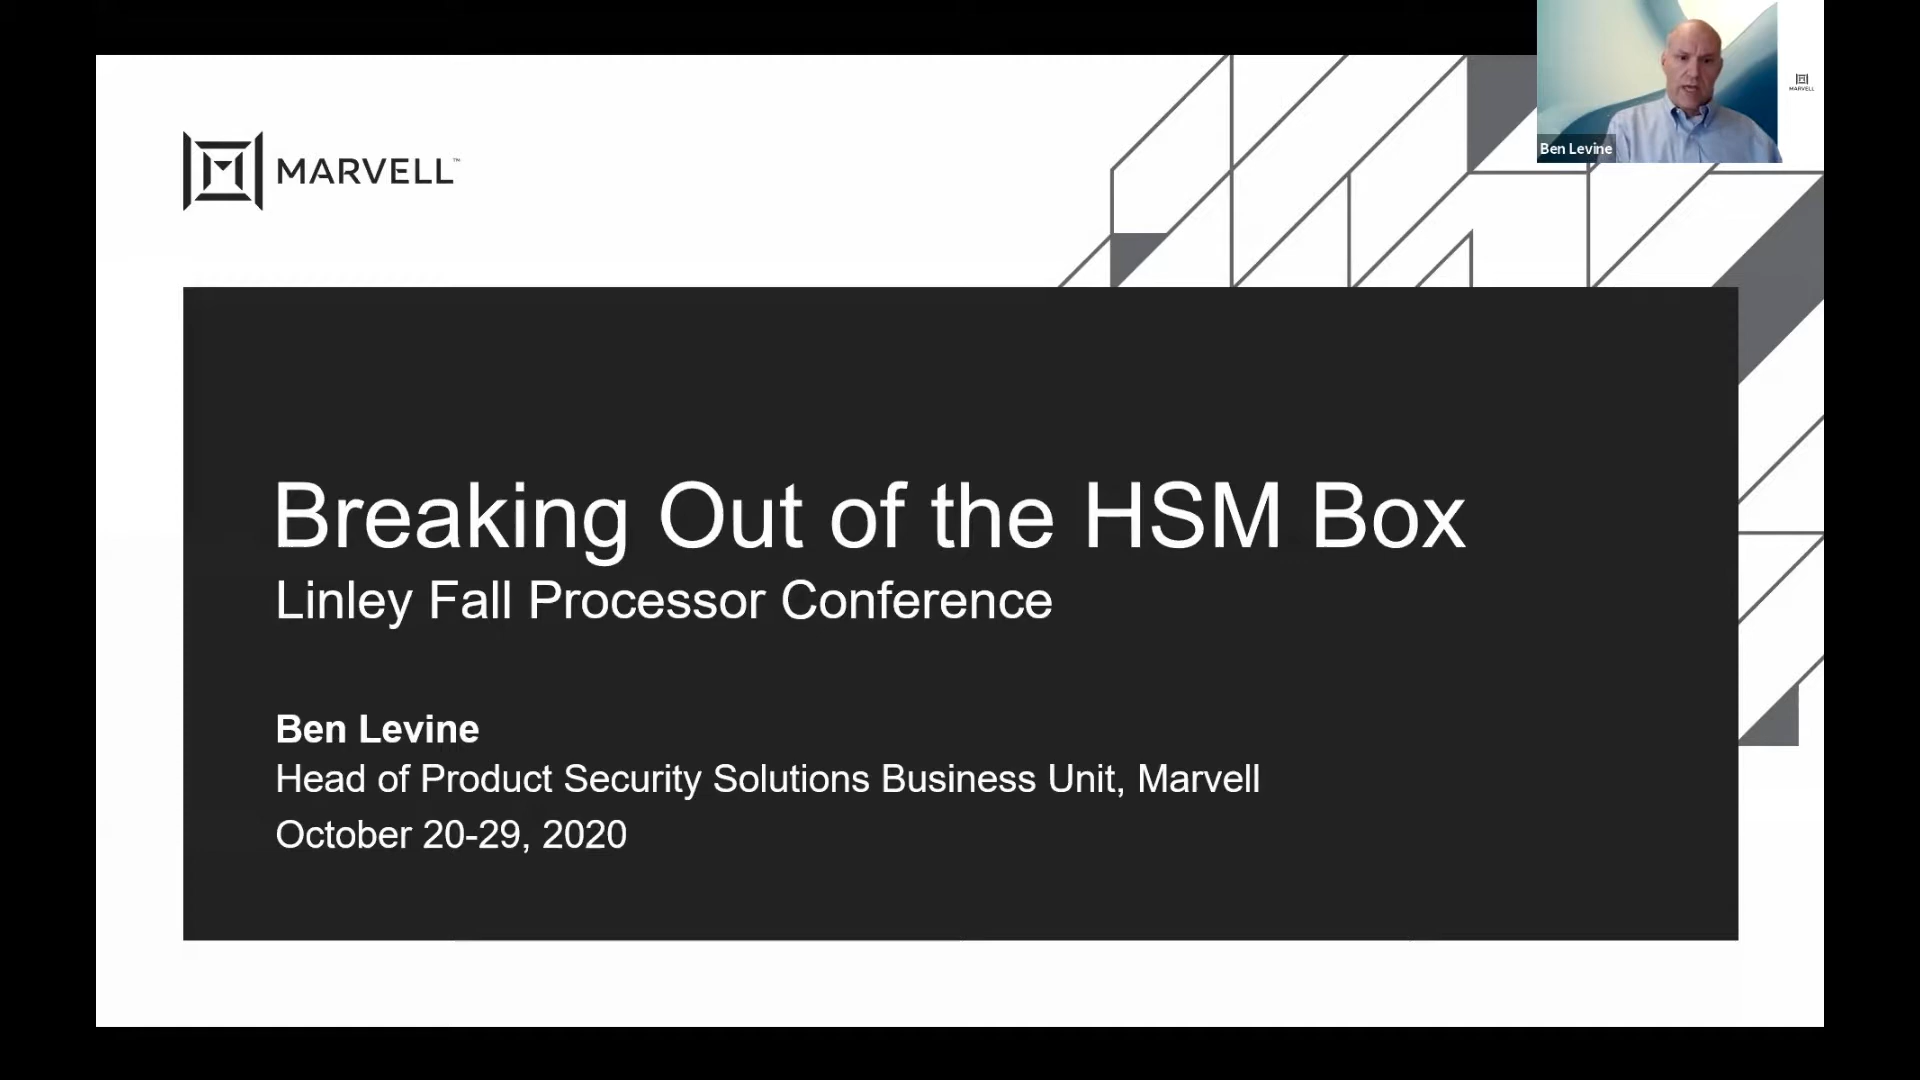 MARVELL™
MARVELL
Ben Levine
Breaking Out of the HSM Box
Linley Fall Processor Conference
Ben Levine
Head of Product Security Solutions Business Unit, Marvell
October 20-29, 2020